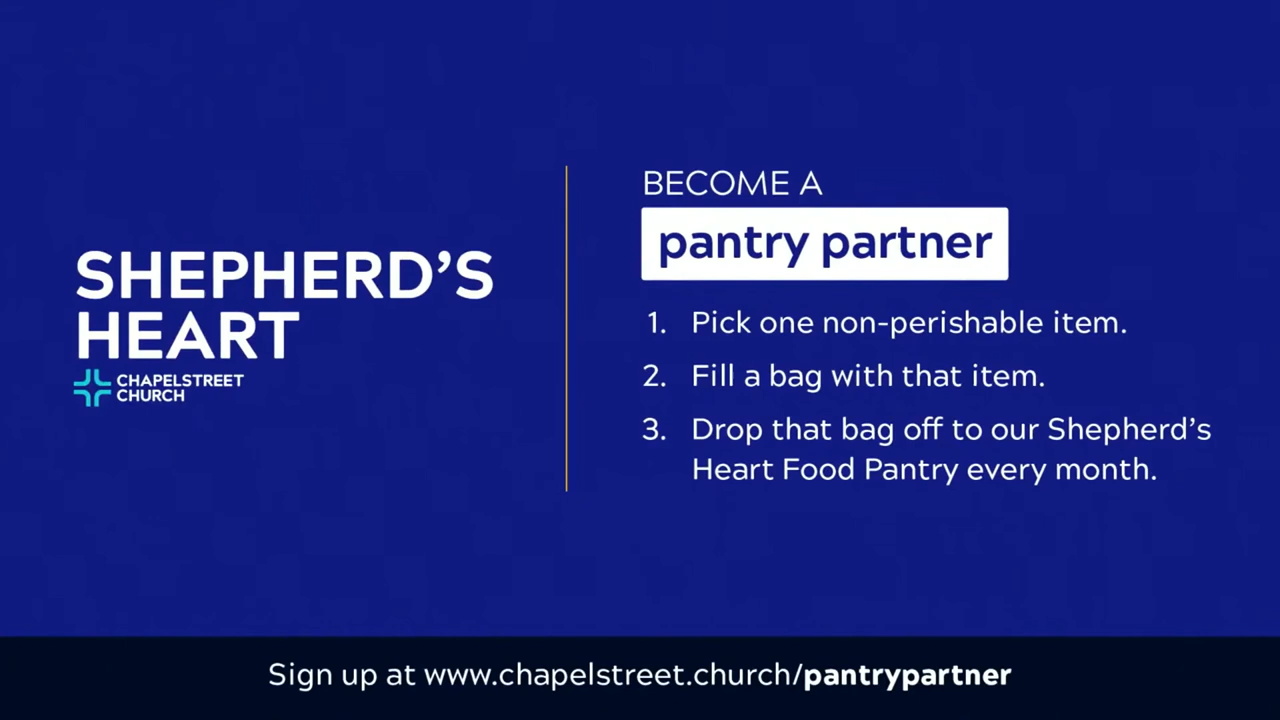 SHEPHERD’S
HEART
CHAPELSTREET
CHURCH
BECOME A
pantry partner
1. Pick one non-perishable item.
2. Fill a bag with that item.
3. Drop that bag off to our Shepherd’s
Heart Food Pantry every month.
Sign up at www.chapelstreet.church/pantrypartner